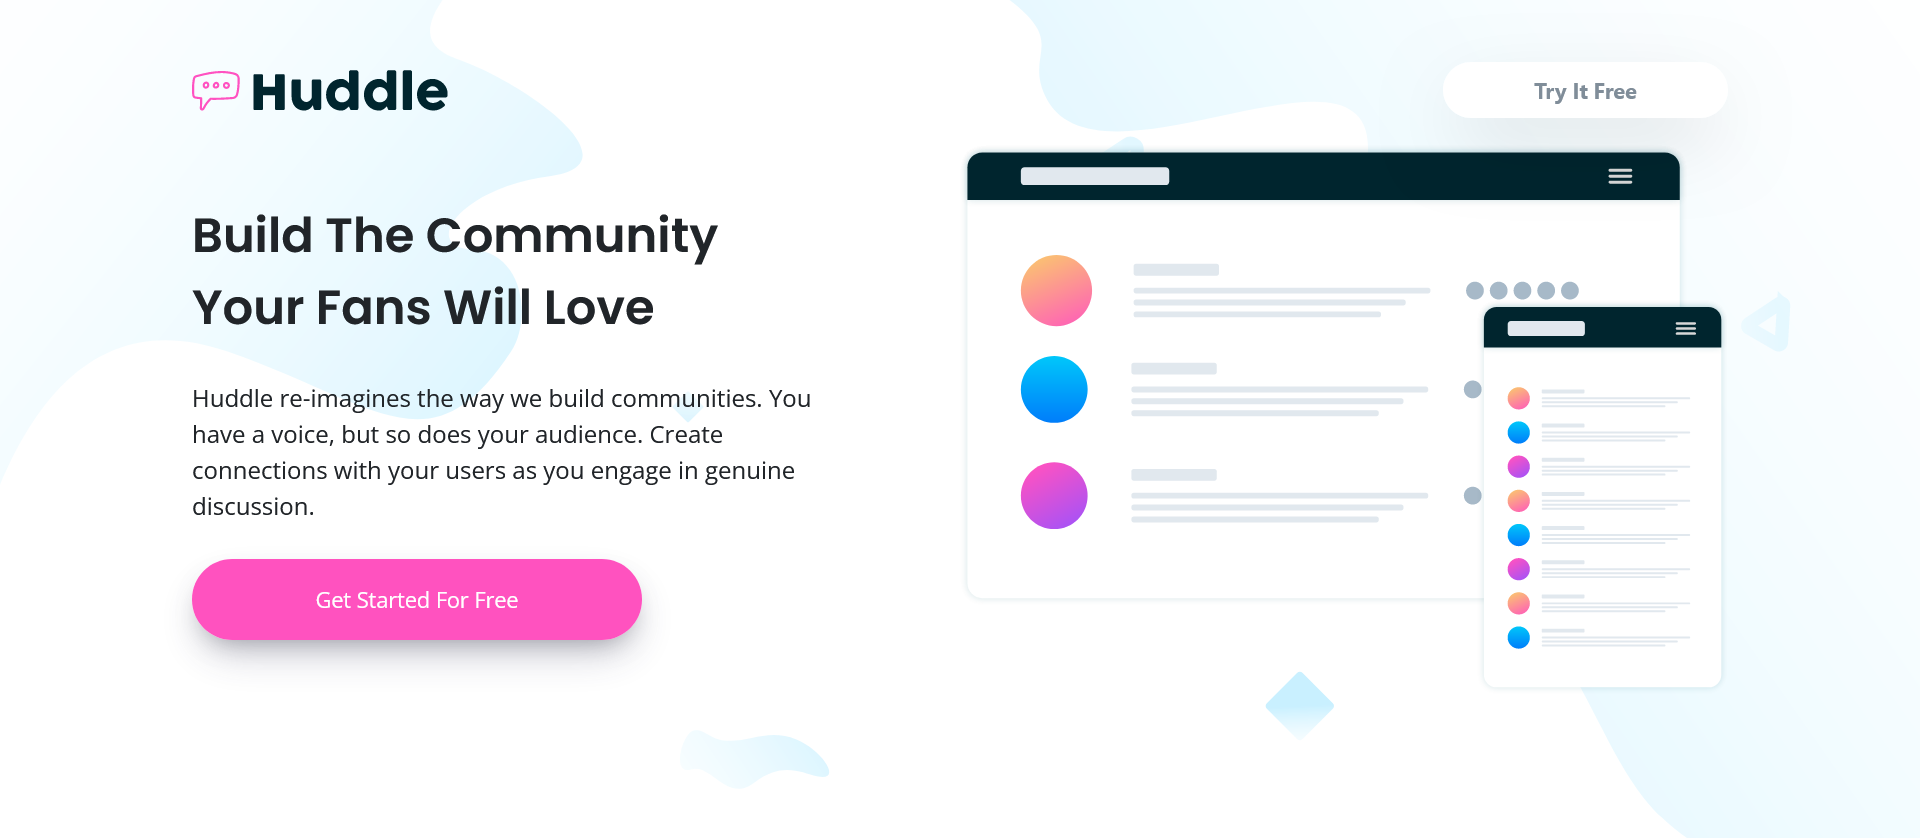 Huddle
Try It Free
Build The Community
Your Fans Will Love
Huddle re-imagines the way we build communities. You
have a voice, but so does your audience. Create
connections with your users as you engage in genuine
discussion.
Get Started For Free